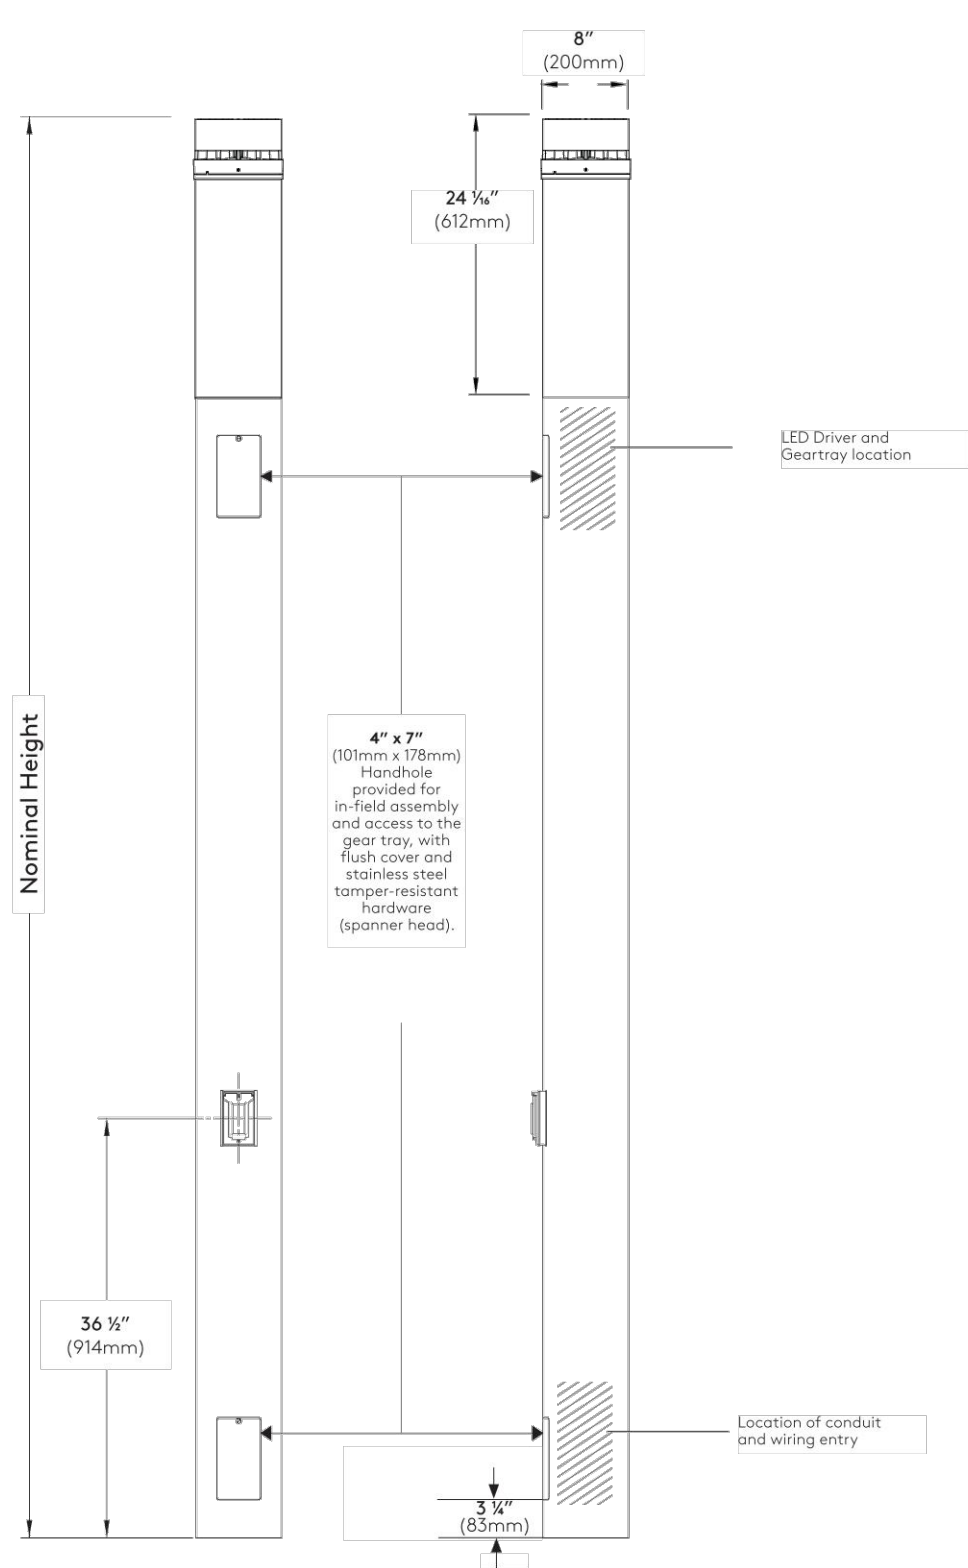 8″
(200mm)
24 1⁄16″
(612mm)
LED Driver and
Geartray location
Nominal Height
4″ x 7″
(101mm x 178mm)
Handhole
provided for
in-field assembly
and access to the
gear tray, with
flush cover and
stainless steel
tamper-resistant
hardware
(spanner head).
36 ½″
(914mm)
Location of conduit
and wiring entry
3 ¼″
(83mm)